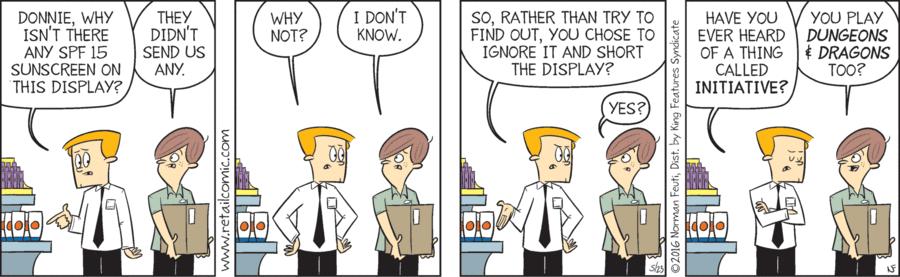 DONNIE, WHY
ISN'T THERE
ANY SPF 15
SUNSCREEN ON
THIS DISPLAY?
THEY
DIDN'T
SEND US
ANY.
www.retailcomic.com
WHY
NOT?
I DON'T
KNOW.
SO, RATHER THAN TRY TO
FIND OUT, YOU CHOSE TO
IGNORE IT AND SHORT
THE DISPLAY?
YES?
5/23
©2016 Norman Feuti, Dist. by King Features Syndicate
HAVE YOU
EVER HEARD
OF A THING
CALLED
INITIATIVE?
YOU PLAY
DUNGEONS
& DRAGONS
TOO?
NF